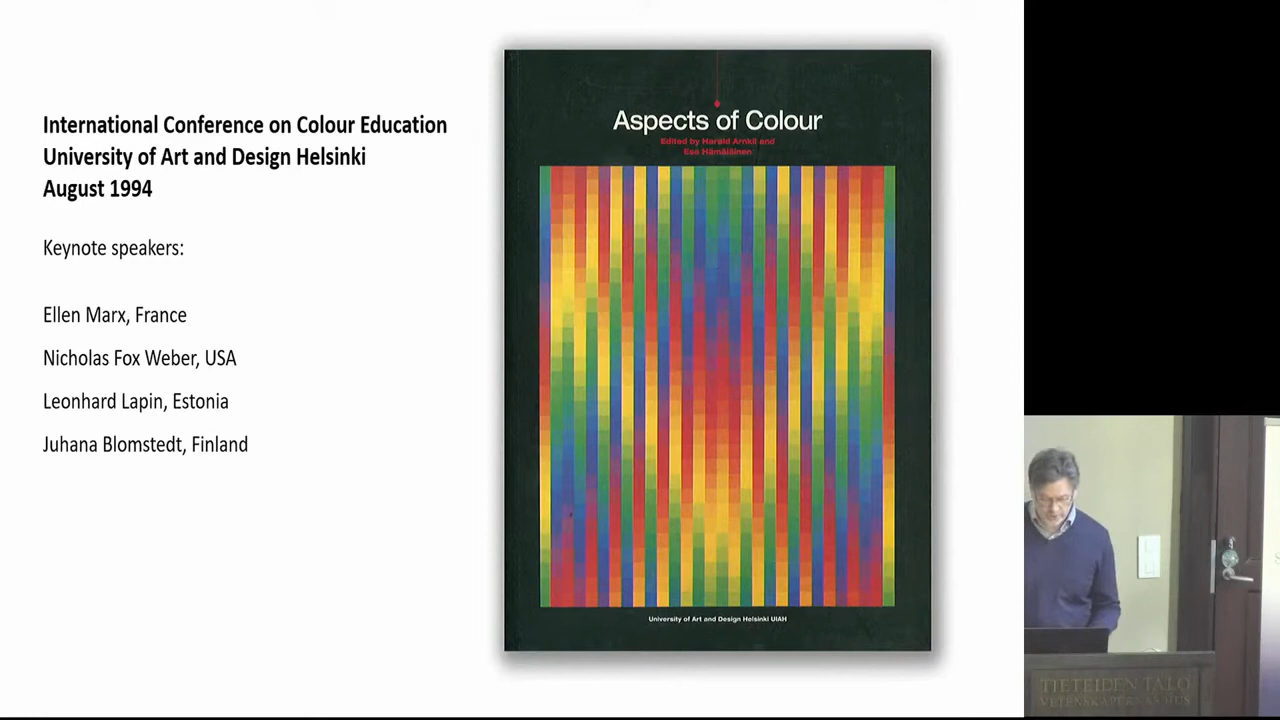 International Conference on Colour Education
University of Art and Design Helsinki
August 1994
Keynote speakers:
Ellen Marx, France
Nicholas Fox Weber, USA
Leonhard Lapin, Estonia
Juhana Blomstedt, Finland
Aspects of Colour
Edited by Harald Arnkil and
Esa Hämäläinen
University of Art and Design Helsinki UIAH
TIETEIDEN TALO
VETENSKAPERNAS HUS